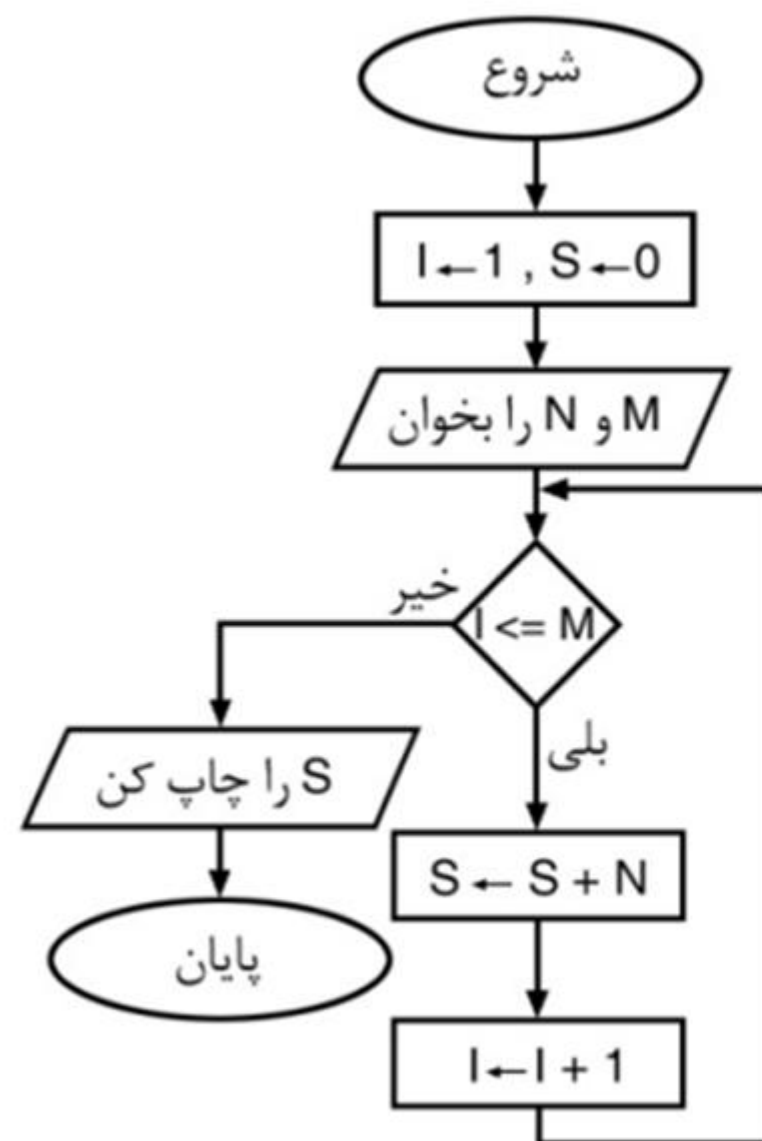 شروع
I←1 , S←0
M و N را بخوان
I <= M
خیر
بلی
S را چاپ کن
پایان
S ← S + N
I←I + 1